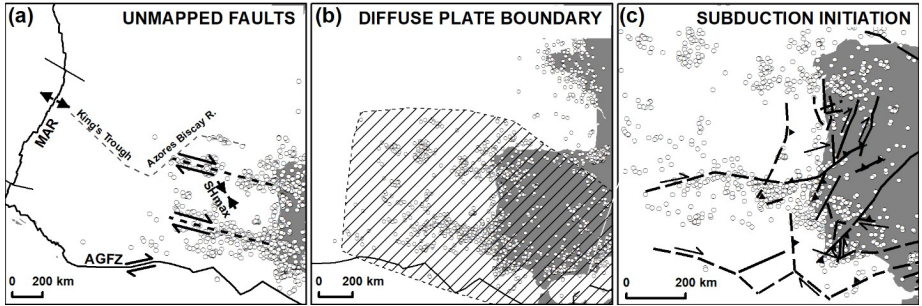 (a) UNMAPPED FAULTS
MAR
King's Trough
Azores Biscay R.
SHmax
AGFZ
0 200 km
(b) DIFFUSE PLATE BOUNDARY
0 200 km
(c) SUBDUCTION INITIATION
0 200 km